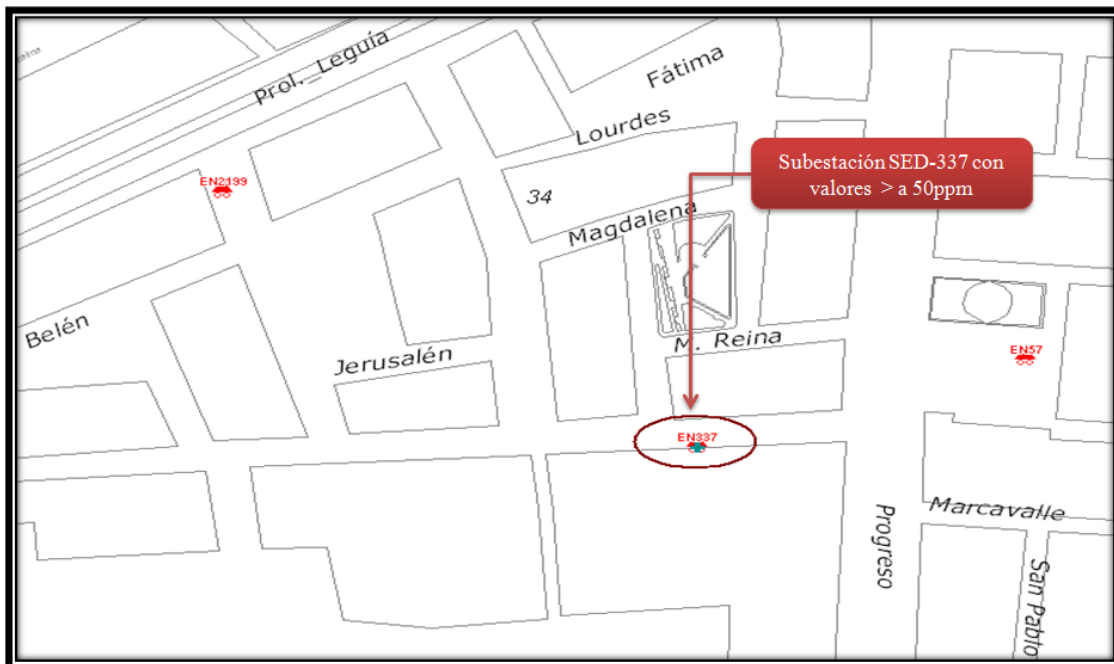 Prol._Leguía
Fátima
Lourdes
Subestación SED-337 con
valores > a 50ppm
EN2199
34
Magdalena
Belén
M. Reina
Jerusalén
EN57
EN337
Marcavalle
Progreso
San Pablo